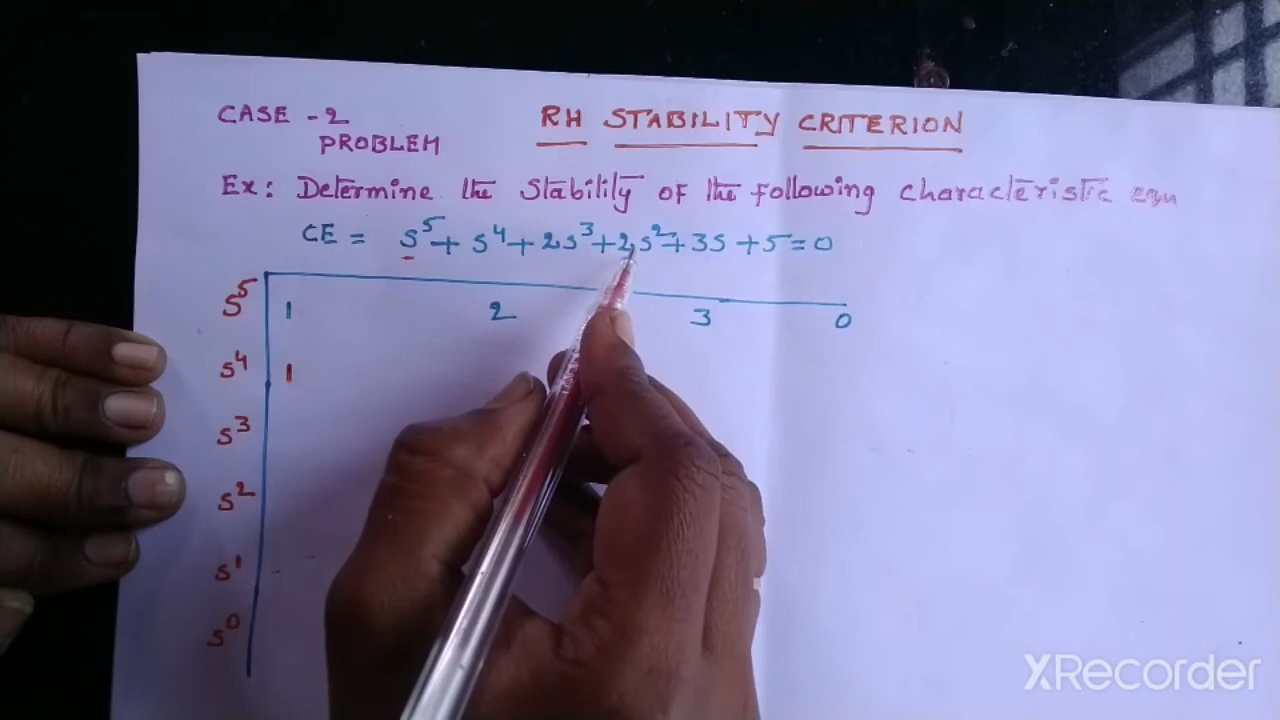 CASE - 2
PROBLEM
RH STABILITY CRITERION
Ex: Determine the Stability of the following characteristic equn
CE = s⁵ + s⁴ + 2s³ + 2s² + 3s + 5 = 0
s⁵ 1 2 3 0
s⁴ 1
s³
s²
s¹
s⁰
XRecorder